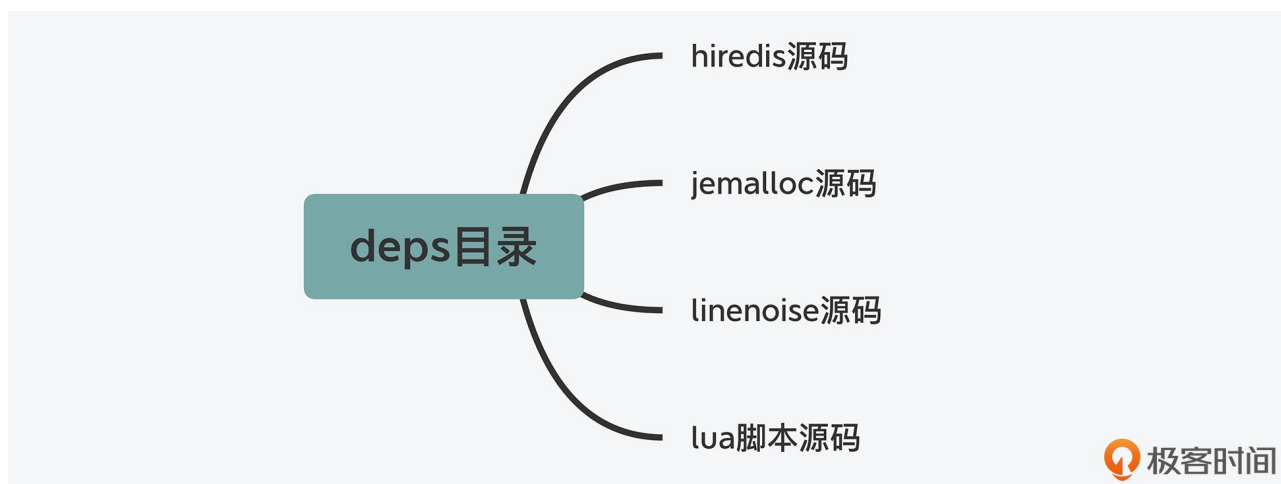 hiredis源码
jemalloc源码
deps目录
linenoise源码
lua脚本源码
极客时间